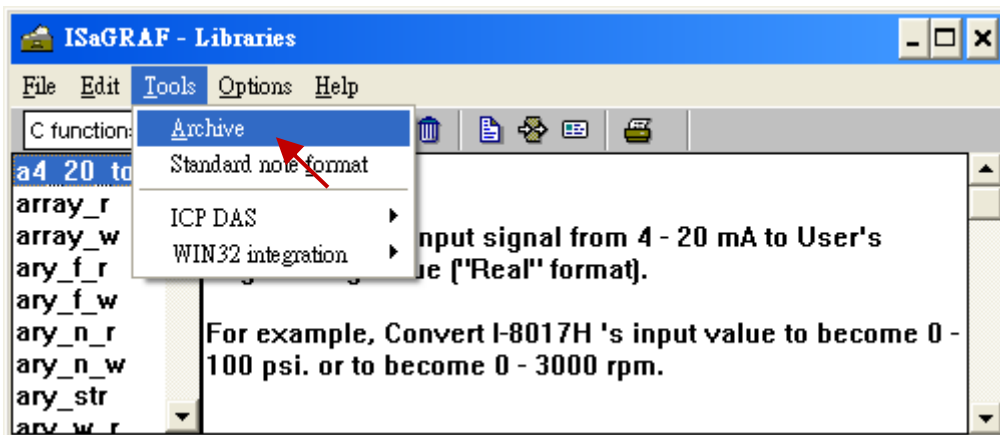 ISaGRAF - Libraries
File Edit Tools Options Help
C function
Archive
Standard note format
ICP DAS
WIN32 integration
a4_20_to
array_r
array_w
ary_f_r
ary_f_w
ary_n_r
ary_n_w
ary_str
ary_w_r
nput signal from 4 - 20 mA to User's
("Real" format).
For example, Convert I-8017H 's input value to become 0 -
100 psi. or to become 0 - 3000 rpm.